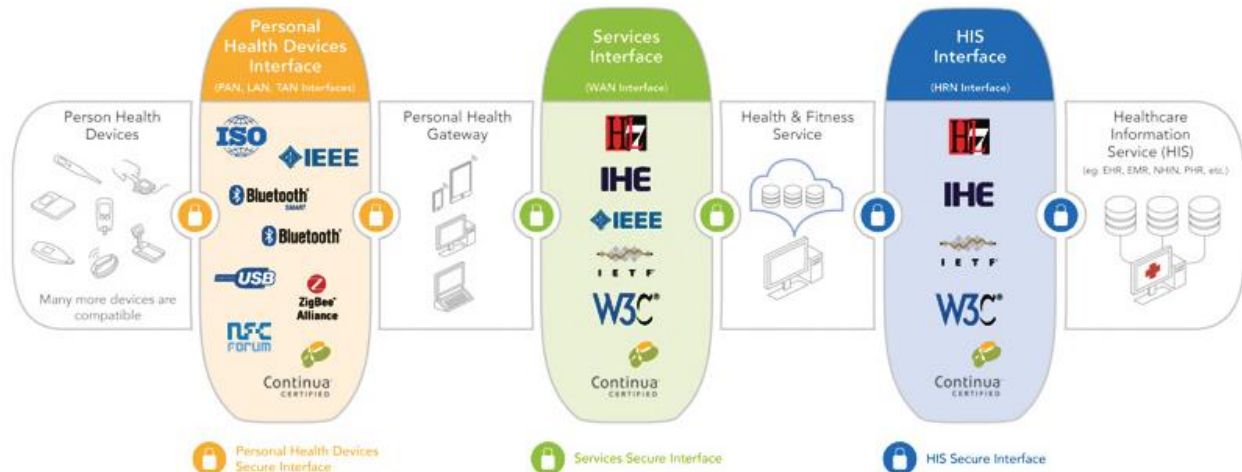 Person Health
Devices
Many more devices are
compatible
Personal
Health Devices
Interface
(PAN, LAN, TAN Interfaces)
ISO
IEEE
Bluetooth®
SMART
Bluetooth®
USB
ZigBee®
Alliance
NFC
FORUM
Continua
CERTIFIED
Personal Health
Gateway
Services
Interface
(WAN Interface)
HL7
IHE
IEEE
IETF®
W3C®
Continua
CERTIFIED
Health & Fitness
Service
HIS
Interface
(HRN Interface)
HL7
IHE
IETF®
W3C®
Continua
CERTIFIED
Healthcare
Information
Service (HIS)
(eg. EHR, EMR, NHIN, PHR, etc.)
Personal Health Devices
Secure Interface
Services Secure Interface
HIS Secure Interface